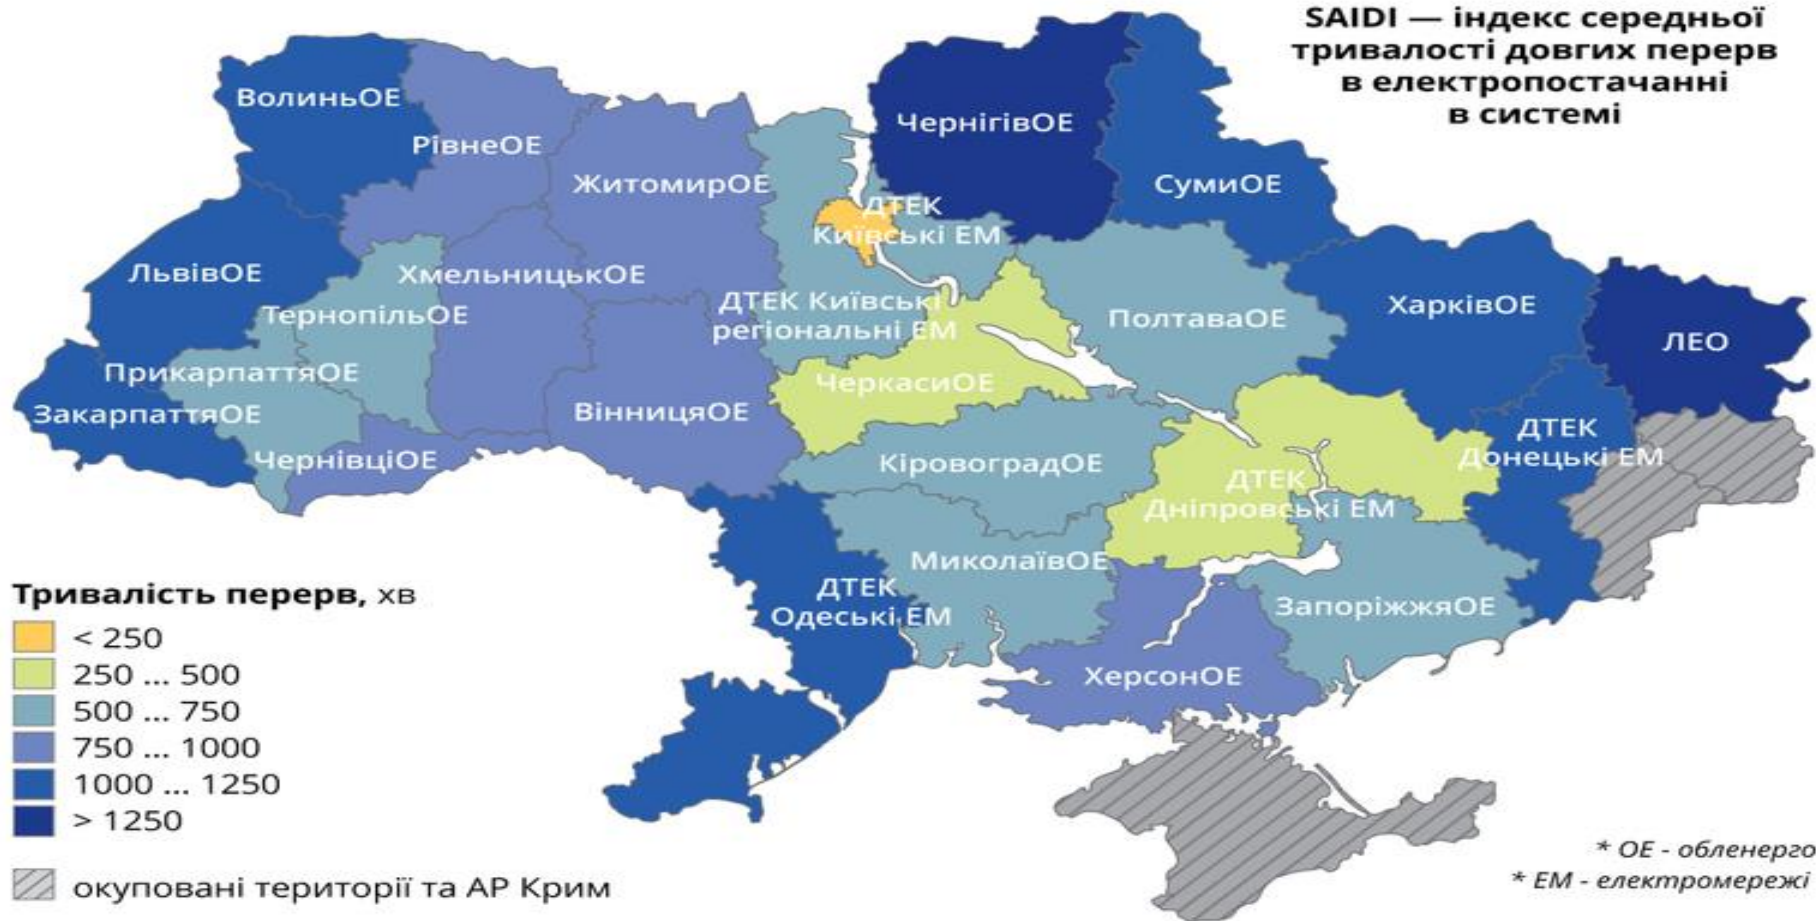 SAIDI — індекс середньої
тривалості довгих перерв
в електропостачанні
в системі
ВолиньОЕ
РівнеОЕ
ЖитомирОЕ
ЧернігівОЕ
СумиОЕ
ДТЕК
Київські ЕМ
ЛьвівОЕ
ХмельницькОЕ
ТернопільОЕ
ДТЕК Київські
регіональні ЕМ
ПолтаваОЕ
ХарківОЕ
ЛЕО
ПрикарпаттяОЕ
ЗакарпаттяОЕ
ВінницяОЕ
ЧеркасиОЕ
ЧернівціОЕ
КіровоградОЕ
ДТЕК
Дніпровські ЕМ
ДТЕК
Донецькі ЕМ
МиколаївОЕ
ДТЕК
Одеські ЕМ
ЗапоріжжяОЕ
ХерсонОЕ
Тривалість перерв, хв
< 250
250 ... 500
500 ... 750
750 ... 1000
1000 ... 1250
> 1250
окуповані території та АР Крим
* ОЕ - обленерго
* ЕМ - електромережі